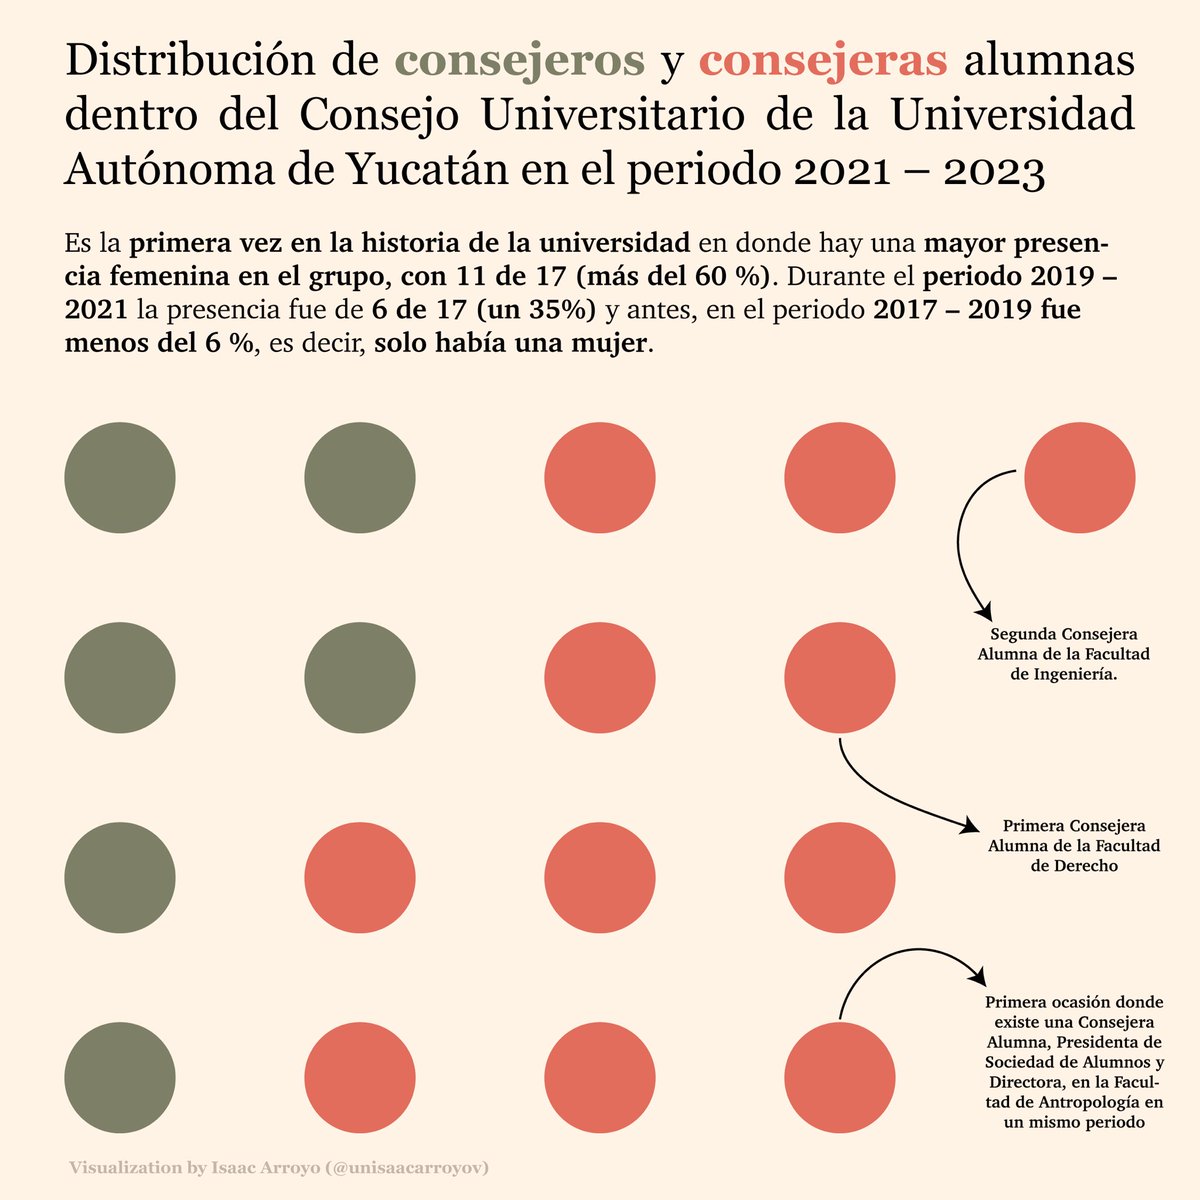 Distribución de consejeros y consejeras alumnas
dentro del Consejo Universitario de la Universidad
Autónoma de Yucatán en el periodo 2021 – 2023
Es la primera vez en la historia de la universidad en donde hay una mayor presen-
cia femenina en el grupo, con 11 de 17 (más del 60 %). Durante el periodo 2019 –
2021 la presencia fue de 6 de 17 (un 35%) y antes, en el periodo 2017 – 2019 fue
menos del 6 %, es decir, solo había una mujer.
Segunda Consejera
Alumna de la Facultad
de Ingeniería.
Primera Consejera
Alumna de la Facultad
de Derecho
Primera ocasión donde
existe una Consejera
Alumna, Presidenta de
Sociedad de Alumnos y
Directora, en la Facul-
tad de Antropología en
un mismo periodo
Visualization by Isaac Arroyo (@unisaacarroyov)